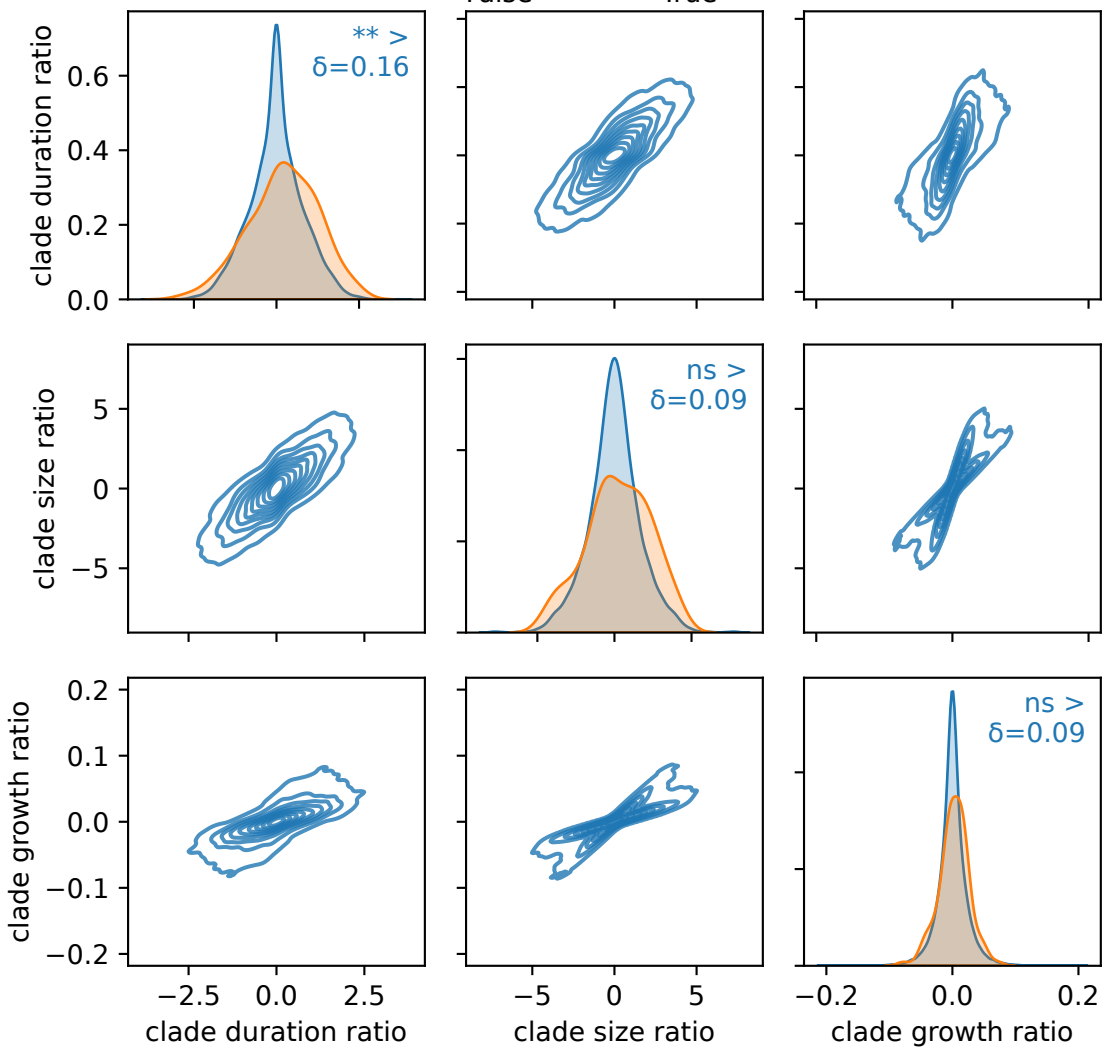 False True
clade duration ratio
0.6
0.4
0.2
0.0
** >
δ=0.16
clade size ratio
5
0
−5
ns >
δ=0.09
clade growth ratio
0.2
0.1
0.0
−0.1
−0.2
ns >
δ=0.09
−2.5 0.0 2.5
−5 0 5
−0.2 0.0 0.2
clade duration ratio
clade size ratio
clade growth ratio